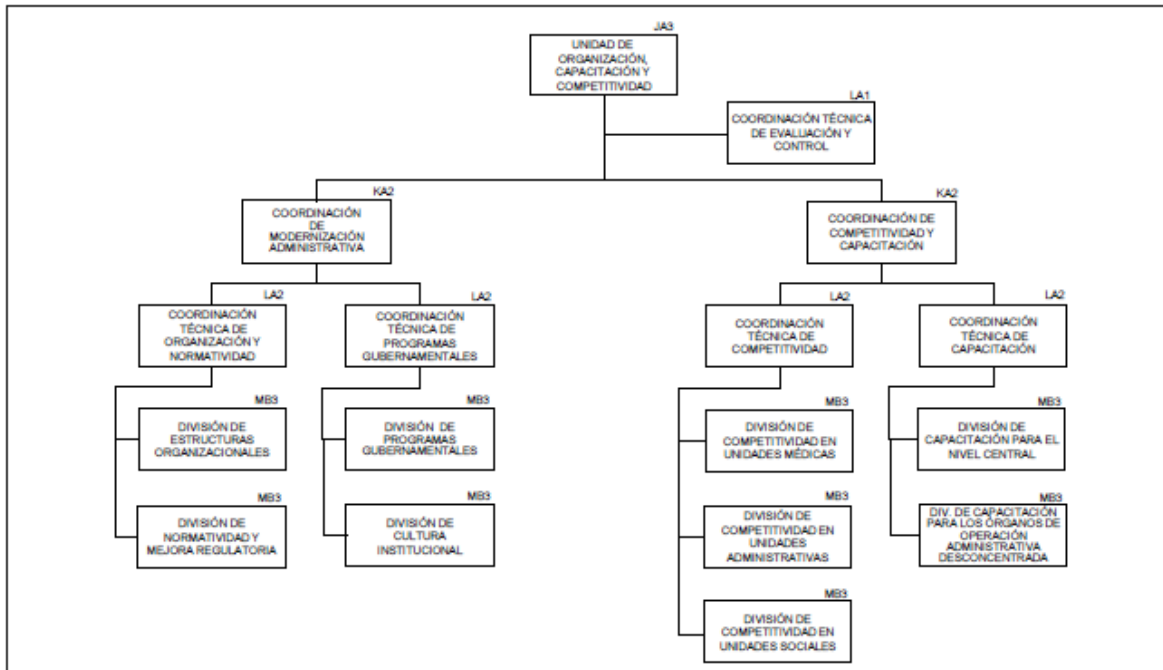 JA3
UNIDAD DE
ORGANIZACIÓN,
CAPACITACIÓN Y
COMPETITIVIDAD
LA1
COORDINACIÓN TÉCNICA
DE EVALUACIÓN Y
CONTROL
KA2
COORDINACIÓN
DE
MODERNIZACIÓN
ADMINISTRATIVA
KA2
COORDINACIÓN DE
COMPETITIVIDAD Y
CAPACITACIÓN
LA2
COORDINACIÓN
TÉCNICA DE
ORGANIZACIÓN Y
NORMATIVIDAD
LA2
COORDINACIÓN
TÉCNICA DE
PROGRAMAS
GUBERNAMENTALES
LA2
COORDINACIÓN
TÉCNICA DE
COMPETITIVIDAD
LA2
COORDINACIÓN
TÉCNICA DE
CAPACITACIÓN
MB3
DIVISIÓN DE
ESTRUCTURAS
ORGANIZACIONALES
MB3
DIVISIÓN DE
PROGRAMAS
GUBERNAMENTALES
MB3
DIVISIÓN DE
COMPETITIVIDAD EN
UNIDADES MÉDICAS
MB3
DIVISIÓN DE
CAPACITACIÓN PARA EL
NIVEL CENTRAL
MB3
DIVISIÓN DE
NORMATIVIDAD Y
MEJORA REGULATORIA
MB3
DIVISIÓN DE
CULTURA
INSTITUCIONAL
MB3
DIVISIÓN DE
COMPETITIVIDAD EN
UNIDADES
ADMINISTRATIVAS
MB3
DIV. DE CAPACITACIÓN
PARA LOS ÓRGANOS DE
OPERACIÓN
ADMINISTRATIVA
DESCONCENTRADA
MB3
DIVISIÓN DE
COMPETITIVIDAD EN
UNIDADES SOCIALES